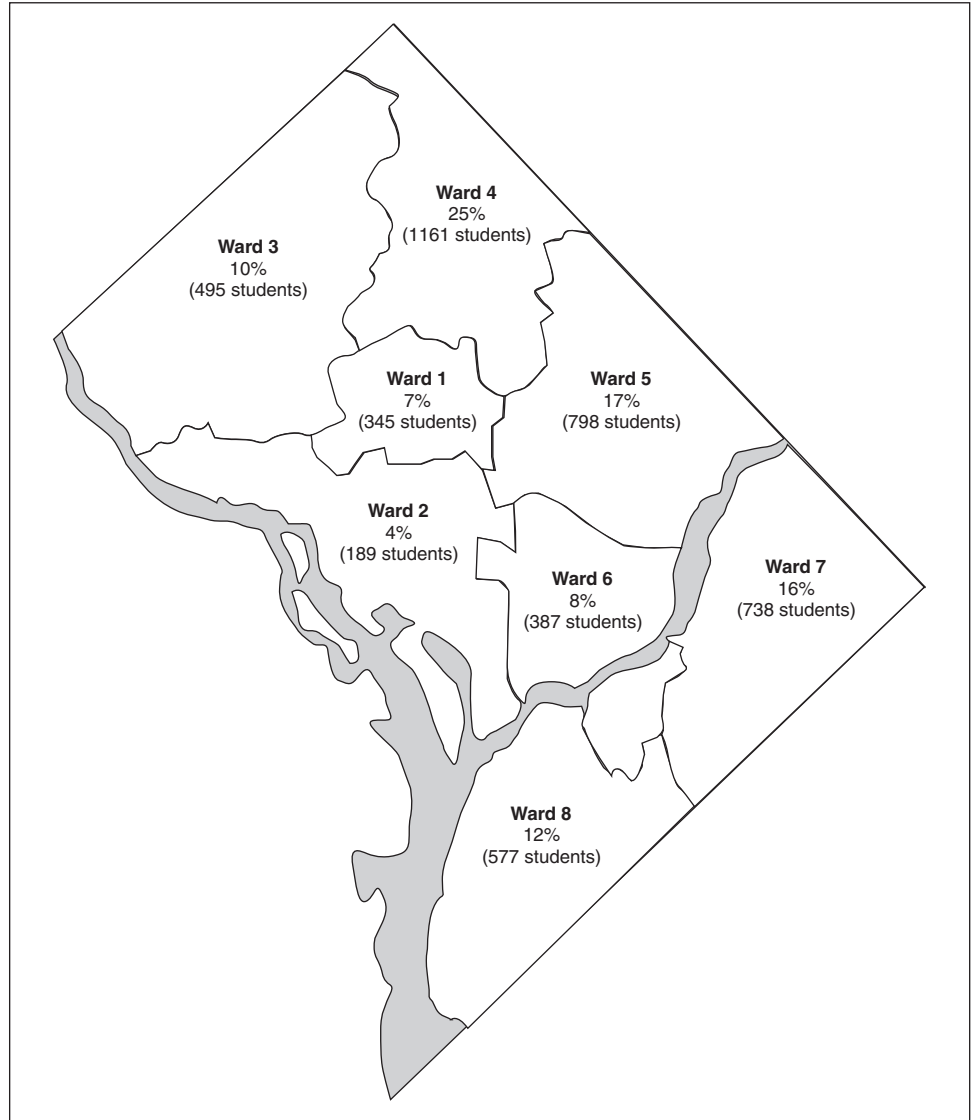 Ward 4
25%
(1161 students)
Ward 3
10%
(495 students)
Ward 1
7%
(345 students)
Ward 5
17%
(798 students)
Ward 2
4%
(189 students)
Ward 6
8%
(387 students)
Ward 7
16%
(738 students)
Ward 8
12%
(577 students)